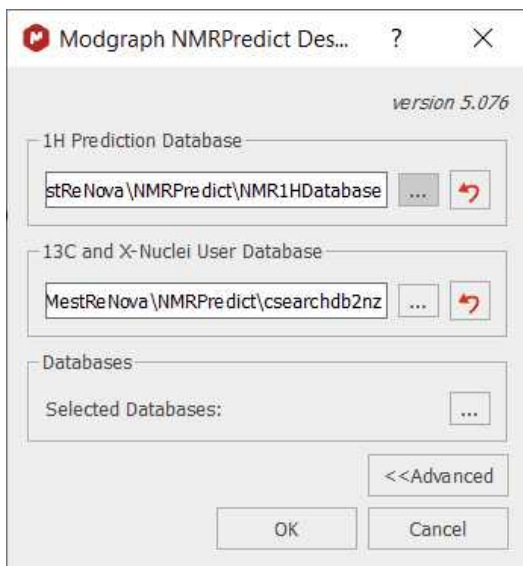 Modgraph NMRPredict Des... ?
version 5.076
1H Prediction Database
stReNova\NMRPredict\NMR1HDatabase ...
13C and X-Nuclei User Database
MestReNova\NMRPredict\csearchdb2nz ...
Databases
Selected Databases: ...
<<Advanced
OK Cancel